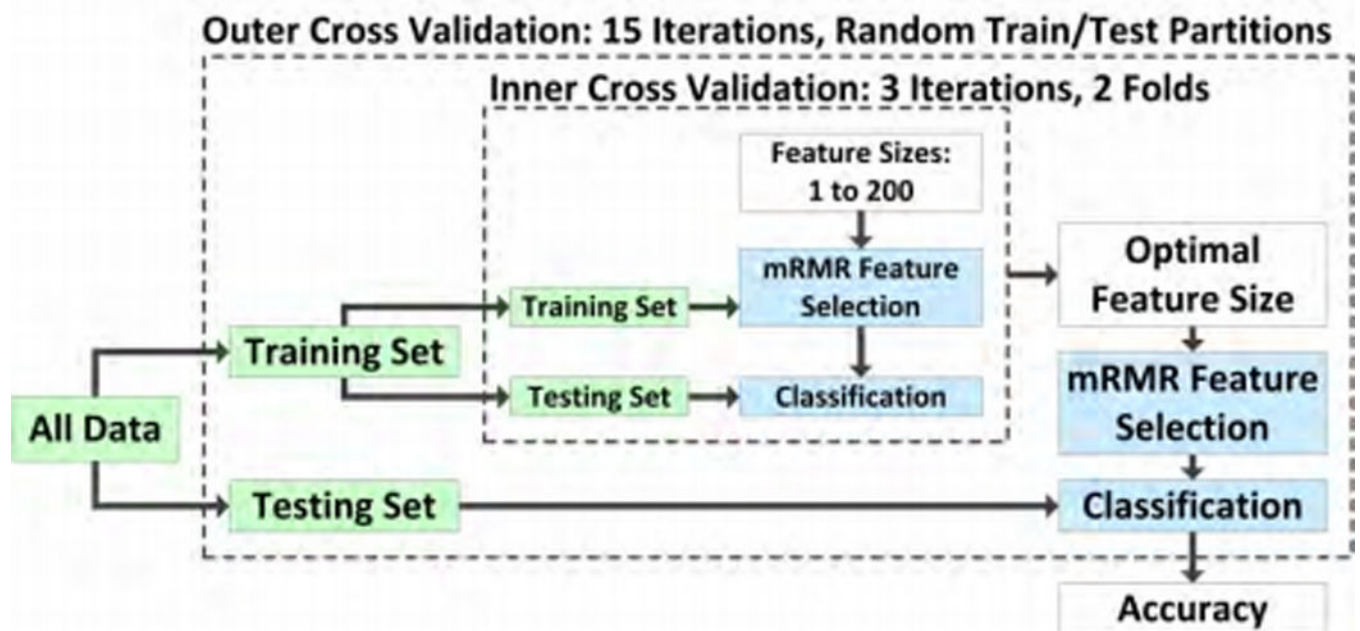 Outer Cross Validation: 15 Iterations, Random Train/Test Partitions
Inner Cross Validation: 3 Iterations, 2 Folds
Feature Sizes:
1 to 200
mRMR Feature
Selection
Training Set
Testing Set
Classification
Optimal
Feature Size
Training Set
mRMR Feature
Selection
All Data
Testing Set
Classification
Accuracy